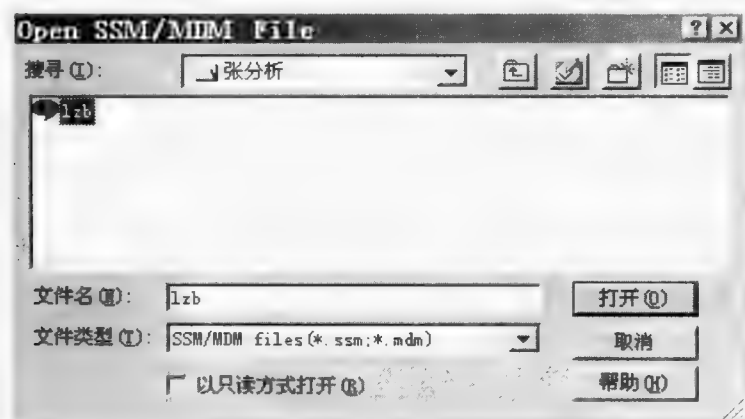 Open SSM/MDM File
搜寻(I): 张分析
lzb
文件名(N): lzb 打开(O)
文件类型(T): SSM/MDM files(*.ssm;*.mdm) 取消
以只读方式打开(R) 帮助(H)